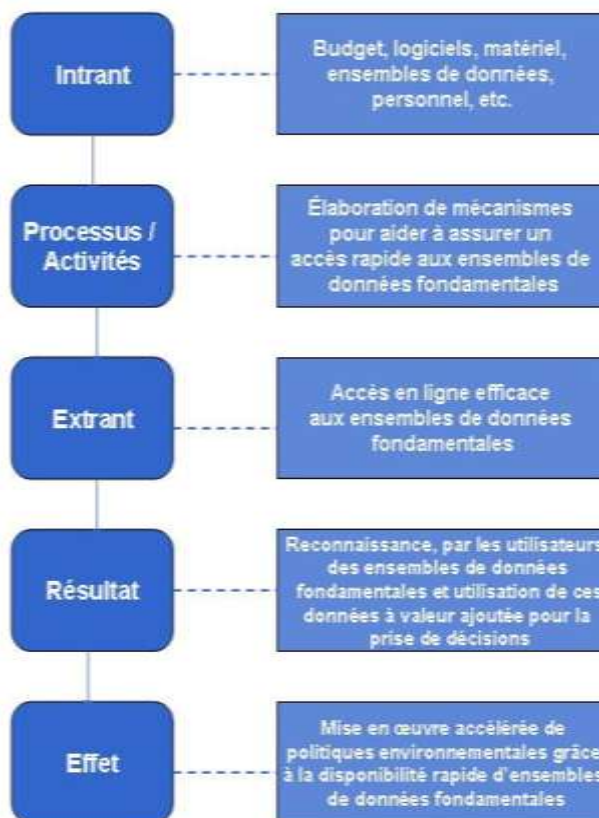 Intrant
Budget, logiciels, matériel,
ensembles de données,
personnel, etc.
Processus /
Activités
Élaboration de mécanismes
pour aider à assurer un
accès rapide aux ensembles de
données fondamentales
Extrant
Accès en ligne efficace
aux ensembles de données
fondamentales
Résultat
Reconnaissance, par les utilisateurs
des ensembles de données
fondamentales et utilisation de ces
données à valeur ajoutée pour la
prise de décisions
Effet
Mise en œuvre accélérée de
politiques environnementales grâce
à la disponibilité rapide d'ensembles
de données fondamentales